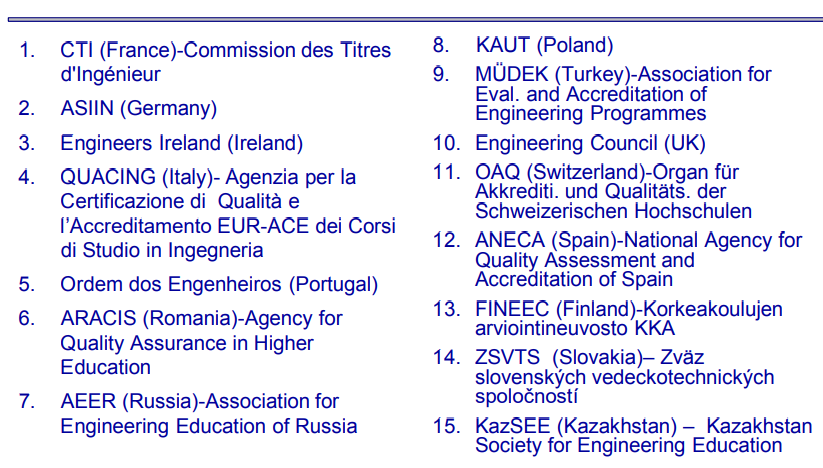 1. CTI (France)-Commission des Titres
d'Ingénieur
2. ASIIN (Germany)
3. Engineers Ireland (Ireland)
4. QUACING (Italy)- Agenzia per la
Certificazione di Qualità e
l'Accreditamento EUR-ACE dei Corsi
di Studio in Ingegneria
5. Ordem dos Engenheiros (Portugal)
6. ARACIS (Romania)-Agency for
Quality Assurance in Higher
Education
7. AEER (Russia)-Association for
Engineering Education of Russia
8. KAUT (Poland)
9. MÜDEK (Turkey)-Association for
Eval. and Accreditation of
Engineering Programmes
10. Engineering Council (UK)
11. OAQ (Switzerland)-Organ für
Akkrediti. und Qualitäts. der
Schweizerischen Hochschulen
12. ANECA (Spain)-National Agency for
Quality Assessment and
Accreditation of Spain
13. FINEEC (Finland)-Korkeakoulujen
arviointineuvosto KKA
14. ZSVTS (Slovakia)– Zväz
slovenských vedeckotechnických
spoločností
15. KazSEE (Kazakhstan) – Kazakhstan
Society for Engineering Education